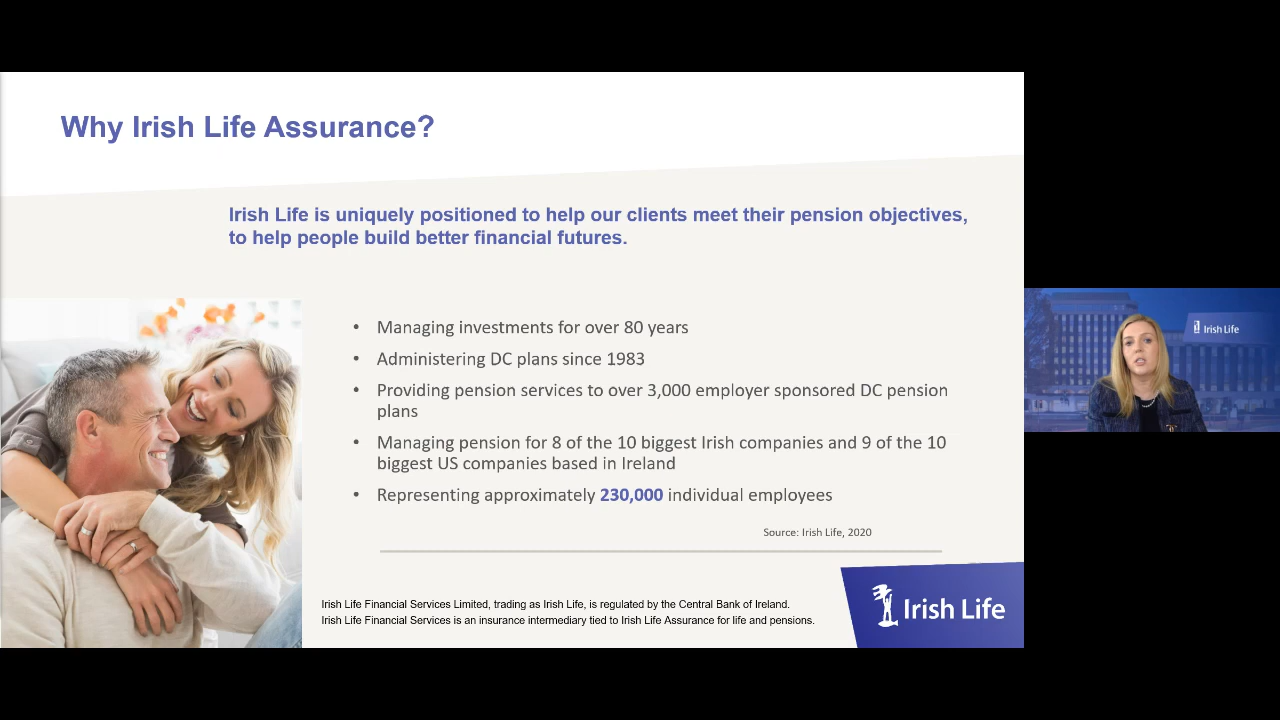 Why Irish Life Assurance?
Irish Life is uniquely positioned to help our clients meet their pension objectives,
to help people build better financial futures.
• Managing investments for over 80 years
• Administering DC plans since 1983
• Providing pension services to over 3,000 employer sponsored DC pension
plans
• Managing pension for 8 of the 10 biggest Irish companies and 9 of the 10
biggest US companies based in Ireland
• Representing approximately 230,000 individual employees
Source: Irish Life, 2020
Irish Life Financial Services Limited, trading as Irish Life, is regulated by the Central Bank of Ireland.
Irish Life Financial Services is an insurance intermediary tied to Irish Life Assurance for life and pensions.
Irish Life
Irish Life